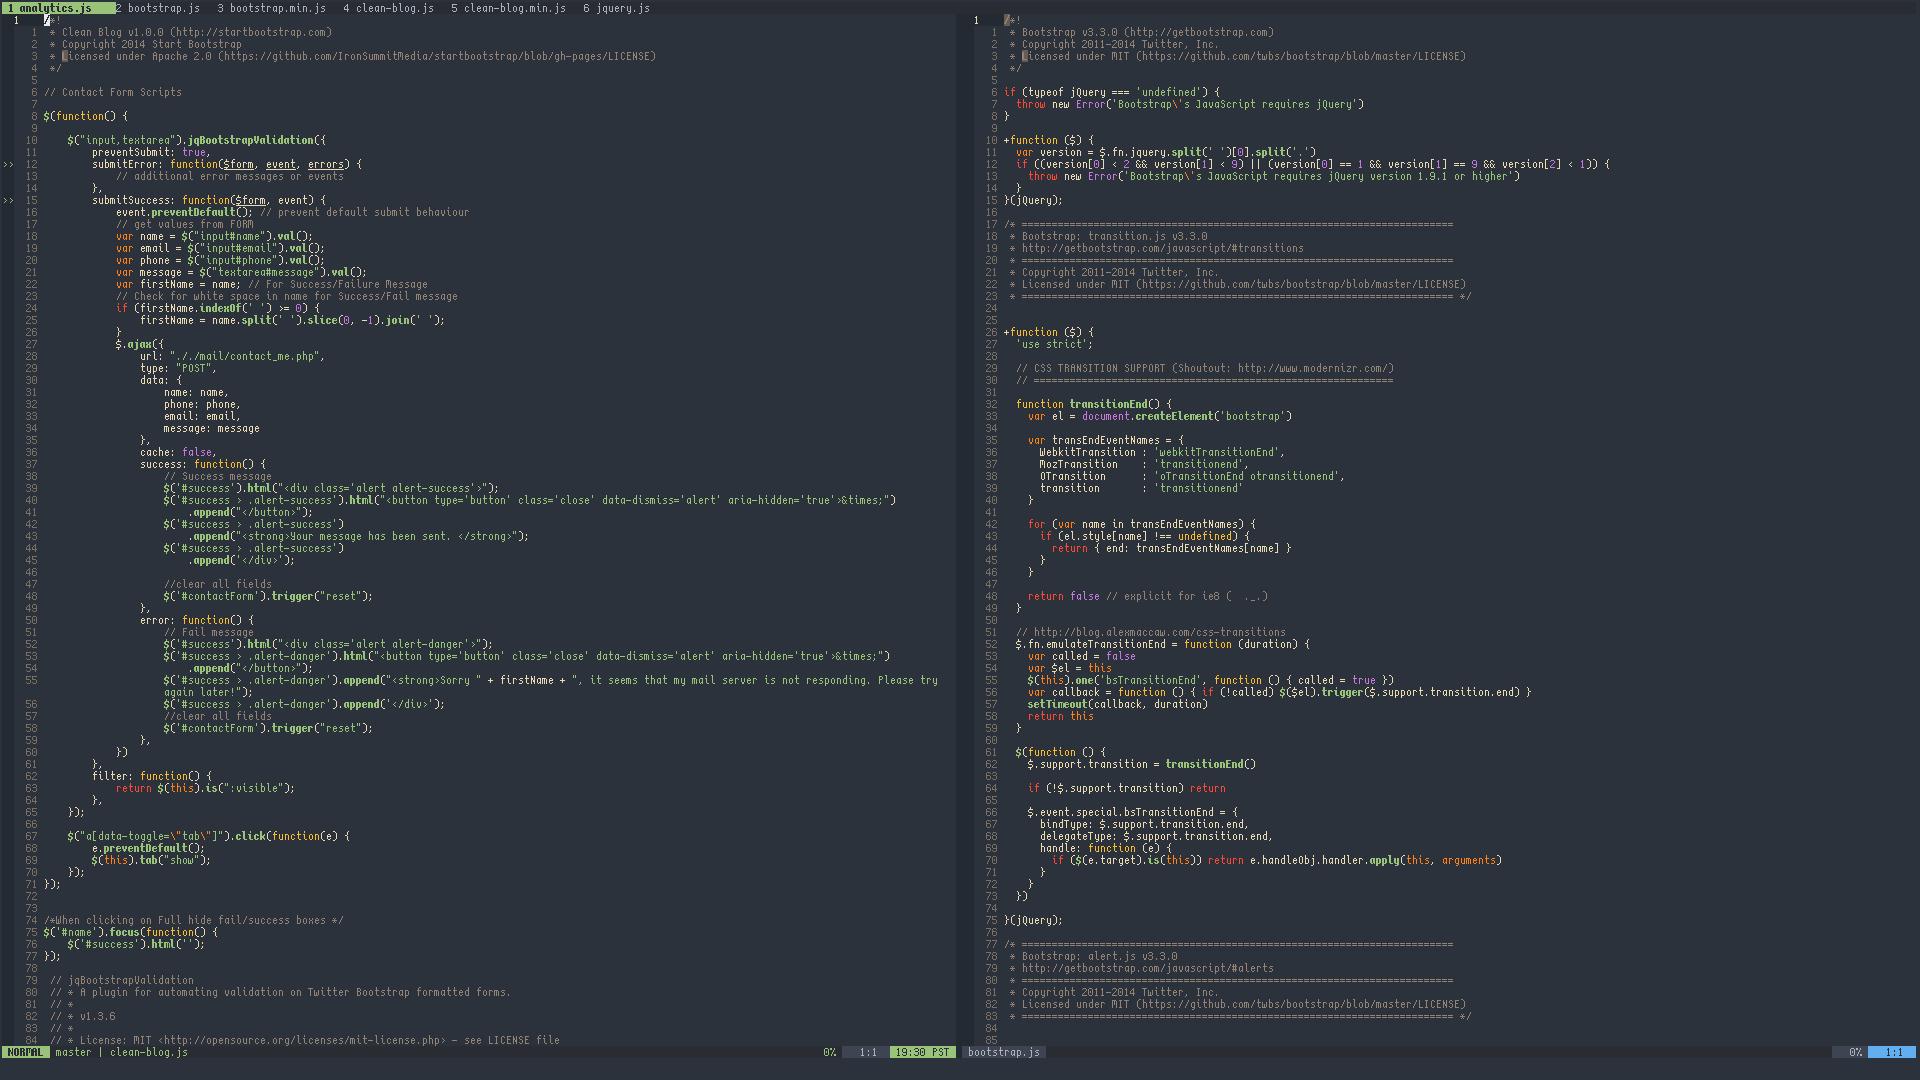 1 analytics.js 2 bootstrap.js 3 bootstrap.min.js 4 clean-blog.js 5 clean-blog.min.js 6 jquery.js
1 /*!
1 * Clean Blog v1.0.0 (http://startbootstrap.com)
2 * Copyright 2014 Start Bootstrap
3 * Licensed under Apache 2.0 (https://github.com/IronSummitMedia/startbootstrap/blob/gh-pages/LICENSE)
4 */
5
6 // Contact Form Scripts
7
8 $(function() {
9
10 $("input,textarea").jqBootstrapValidation({
11 preventSubmit: true,
>> 12 submitError: function($form, event, errors) {
13 // additional error messages or events
14 },
>> 15 submitSuccess: function($form, event) {
16 event.preventDefault(); // prevent default submit behaviour
17 // get values from FORM
18 var name = $("input#name").val();
19 var email = $("input#email").val();
20 var phone = $("input#phone").val();
21 var message = $("textarea#message").val();
22 var firstName = name; // For Success/Failure Message
23 // Check for white space in name for Success/Fail message
24 if (firstName.indexOf(' ') >= 0) {
25 firstName = name.split(' ').slice(0, -1).join(' ');
26 }
27 $.ajax({
28 url: "././mail/contact_me.php",
29 type: "POST",
30 data: {
31 name: name,
32 phone: phone,
33 email: email,
34 message: message
35 },
36 cache: false,
37 success: function() {
38 // Success message
39 $('#success').html("<div class='alert alert-success'>");
40 $('#success > .alert-success').html("<button type='button' class='close' data-dismiss='alert' aria-hidden='true'>&times;")
41 .append("</button>");
42 $('#success > .alert-success')
43 .append("<strong>Your message has been sent. </strong>");
44 $('#success > .alert-success')
45 .append('</div>');
46
47 //clear all fields
48 $('#contactForm').trigger("reset");
49 },
50 error: function() {
51 // Fail message
52 $('#success').html("<div class='alert alert-danger'>");
53 $('#success > .alert-danger').html("<button type='button' class='close' data-dismiss='alert' aria-hidden='true'>&times;")
54 .append("</button>");
55 $('#success > .alert-danger').append("<strong>Sorry " + firstName + ", it seems that my mail server is not responding. Please try
again later!");
56 $('#success > .alert-danger').append('</div>');
57 //clear all fields
58 $('#contactForm').trigger("reset");
59 },
60 })
61 },
62 filter: function() {
63 return $(this).is(":visible");
64 },
65 });
66
67 $("a[data-toggle=\"tab\"]").click(function(e) {
68 e.preventDefault();
69 $(this).tab("show");
70 });
71 });
72
73
74 /*When clicking on Full hide fail/success boxes */
75 $('#name').focus(function() {
76 $('#success').html('');
77 });
78
79 // jqBootstrapValidation
80 // * A plugin for automating validation on Twitter Bootstrap formatted forms.
81 // *
82 // * v1.3.6
83 // *
84 // * License: MIT <http://opensource.org/licenses/mit-license.php> - see LICENSE file
NORMAL master | clean-blog.js 0% 1:1 19:30 PST
1 /*!
1 * Bootstrap v3.3.0 (http://getbootstrap.com)
2 * Copyright 2011-2014 Twitter, Inc.
3 * Licensed under MIT (https://github.com/twbs/bootstrap/blob/master/LICENSE)
4 */
5
6 if (typeof jQuery === 'undefined') {
7 throw new Error('Bootstrap\'s JavaScript requires jQuery')
8 }
9
10 +function ($) {
11 var version = $.fn.jquery.split(' ')[0].split('.')
12 if ((version[0] < 2 && version[1] < 9) || (version[0] == 1 && version[1] == 9 && version[2] < 1)) {
13 throw new Error('Bootstrap\'s JavaScript requires jQuery version 1.9.1 or higher')
14 }
15 }(jQuery);
16
17 /* ========================================================================
18 * Bootstrap: transition.js v3.3.0
19 * http://getbootstrap.com/javascript/#transitions
20 * ========================================================================
21 * Copyright 2011-2014 Twitter, Inc.
22 * Licensed under MIT (https://github.com/twbs/bootstrap/blob/master/LICENSE)
23 * ======================================================================== */
24
25
26 +function ($) {
27 'use strict';
28
29 // CSS TRANSITION SUPPORT (Shoutout: http://www.modernizr.com/)
30 // ============================================================
31
32 function transitionEnd() {
33 var el = document.createElement('bootstrap')
34
35 var transEndEventNames = {
36 WebkitTransition : 'webkitTransitionEnd',
37 MozTransition : 'transitionend',
38 OTransition : 'oTransitionEnd otransitionend',
39 transition : 'transitionend'
40 }
41
42 for (var name in transEndEventNames) {
43 if (el.style[name] !== undefined) {
44 return { end: transEndEventNames[name] }
45 }
46 }
47
48 return false // explicit for ie8 ( ._.)
49 }
50
51 // http://blog.alexmaccaw.com/css-transitions
52 $.fn.emulateTransitionEnd = function (duration) {
53 var called = false
54 var $el = this
55 $(this).one('bsTransitionEnd', function () { called = true })
56 var callback = function () { if (!called) $($el).trigger($.support.transition.end) }
57 setTimeout(callback, duration)
58 return this
59 }
60
61 $(function () {
62 $.support.transition = transitionEnd()
63
64 if (!$.support.transition) return
65
66 $.event.special.bsTransitionEnd = {
67 bindType: $.support.transition.end,
68 delegateType: $.support.transition.end,
69 handle: function (e) {
70 if ($(e.target).is(this)) return e.handleObj.handler.apply(this, arguments)
71 }
72 }
73 })
74
75 }(jQuery);
76
77 /* ========================================================================
78 * Bootstrap: alert.js v3.3.0
79 * http://getbootstrap.com/javascript/#alerts
80 * ========================================================================
81 * Copyright 2011-2014 Twitter, Inc.
82 * Licensed under MIT (https://github.com/twbs/bootstrap/blob/master/LICENSE)
83 * ======================================================================== */
84
85
bootstrap.js 0% 1:1